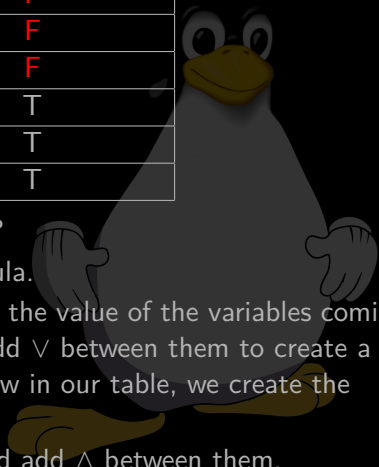 F
F
T
T
T
ula.
the value of the variables comi
dd ∨ between them to create a
w in our table, we create the
d add ∧ between them.